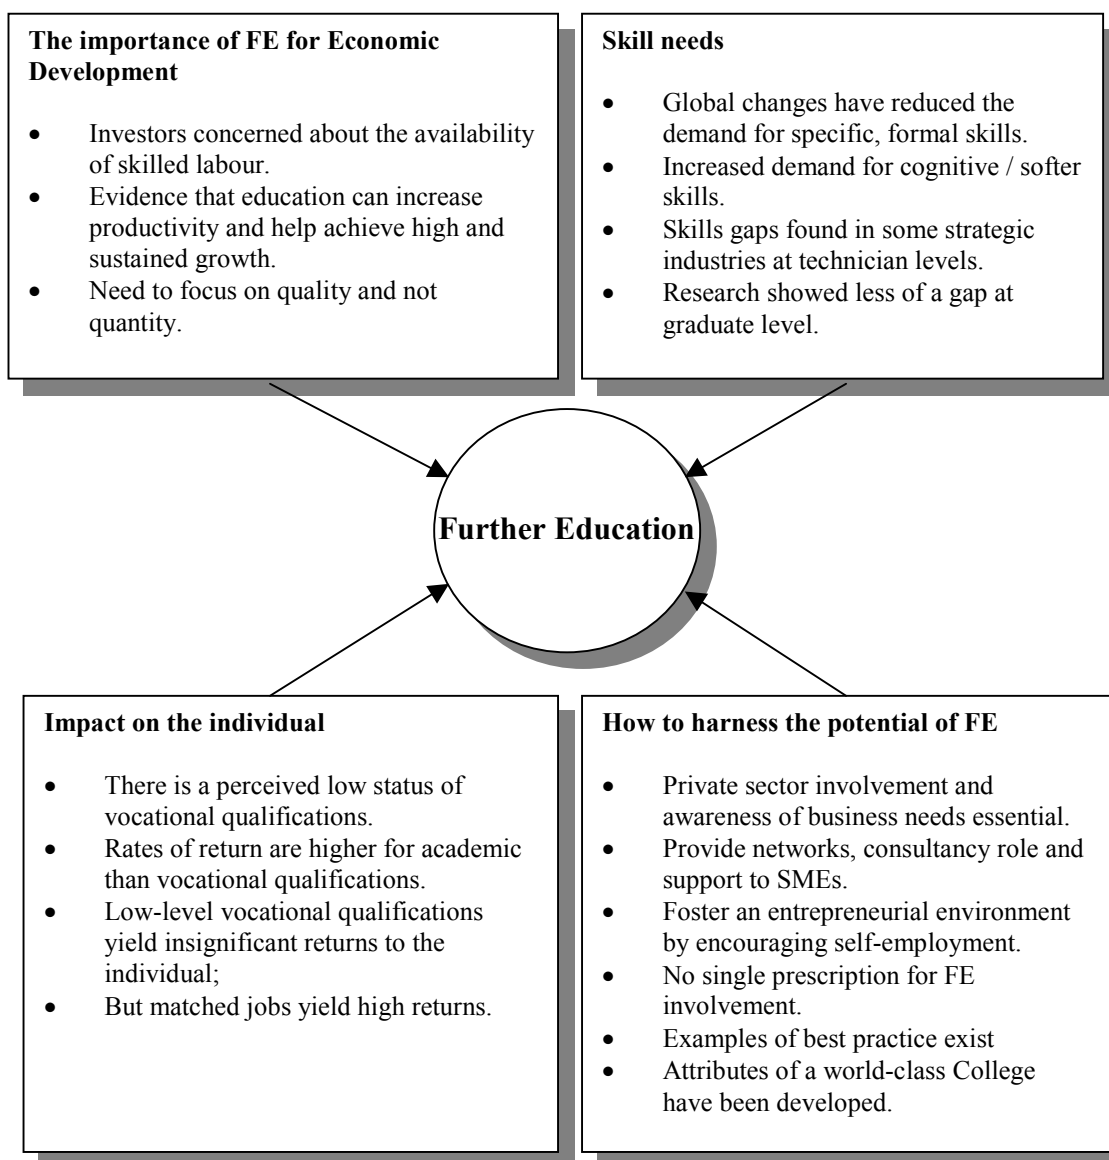 The importance of FE for Economic
Development
• Investors concerned about the availability
of skilled labour.
• Evidence that education can increase
productivity and help achieve high and
sustained growth.
• Need to focus on quality and not
quantity.
Skill needs
• Global changes have reduced the
demand for specific, formal skills.
• Increased demand for cognitive / softer
skills.
• Skills gaps found in some strategic
industries at technician levels.
• Research showed less of a gap at
graduate level.
Further Education
Impact on the individual
• There is a perceived low status of
vocational qualifications.
• Rates of return are higher for academic
than vocational qualifications.
• Low-level vocational qualifications
yield insignificant returns to the
individual;
• But matched jobs yield high returns.
How to harness the potential of FE
• Private sector involvement and
awareness of business needs essential.
• Provide networks, consultancy role and
support to SMEs.
• Foster an entrepreneurial environment
by encouraging self-employment.
• No single prescription for FE
involvement.
• Examples of best practice exist
• Attributes of a world-class College
have been developed.